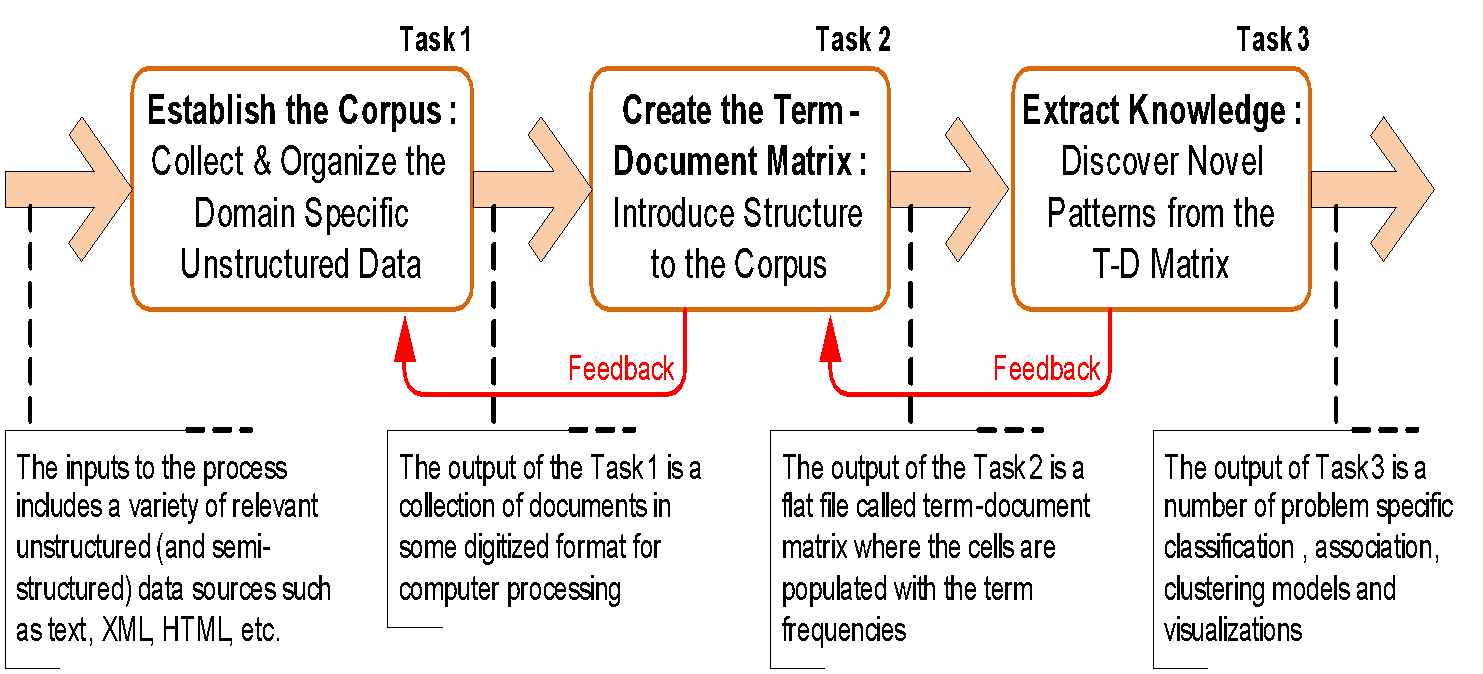 Task 1
Establish the Corpus :
Collect & Organize the
Domain Specific
Unstructured Data
Task 2
Create the Term -
Document Matrix :
Introduce Structure
to the Corpus
Task 3
Extract Knowledge :
Discover Novel
Patterns from the
T-D Matrix
Feedback
Feedback
The inputs to the process
includes a variety of relevant
unstructured (and semi-
structured) data sources such
as text, XML, HTML, etc.
The output of the Task 1 is a
collection of documents in
some digitized format for
computer processing
The output of the Task 2 is a
flat file called term-document
matrix where the cells are
populated with the term
frequencies
The output of Task 3 is a
number of problem specific
classification , association,
clustering models and
visualizations